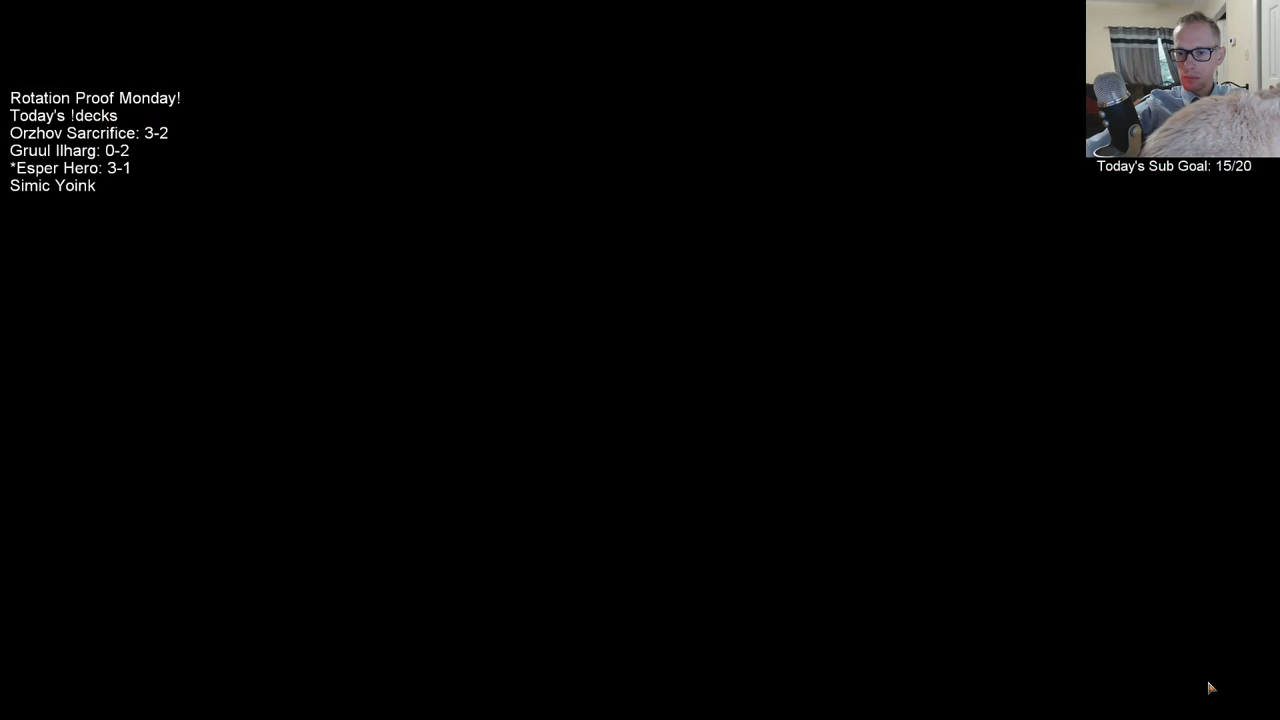 Rotation Proof Monday!
Today's !decks
Orzhov Sarcrifice: 3-2
Gruul Ilharg: 0-2
*Esper Hero: 3-1
Simic Yoink
Today's Sub Goal: 15/20